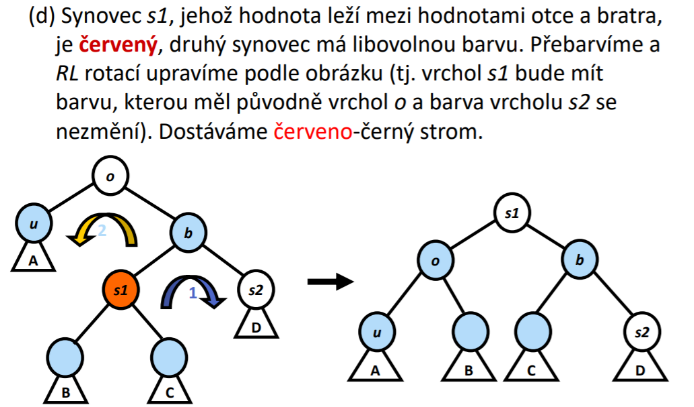 (d) Synovec s1, jehož hodnota leží mezi hodnotami otce a bratra,
je červený, druhý synovec má libovolnou barvu. Přebarvíme a
RL rotací upravíme podle obrázku (tj. vrchol s1 bude mít
barvu, kterou měl původně vrchol o a barva vrcholu s2 se
nezmění). Dostáváme červeno-černý strom.
o
u
2
b
A
s1
1
s2
D
B
C
s1
o
b
u
s2
A
B
C
D